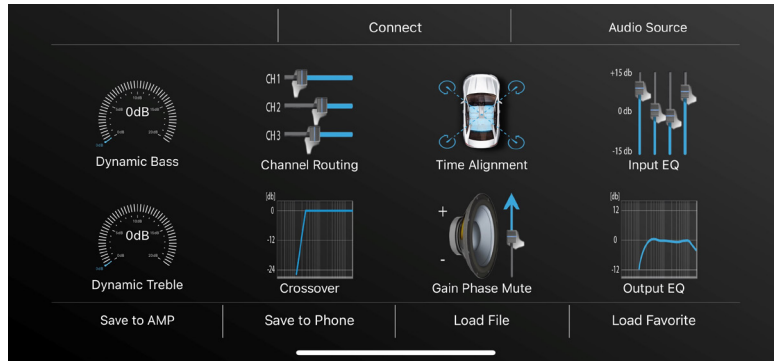 Connect
Audio Source
0dB
Dynamic Bass
CH1
CH2
CH3
Channel Routing
Time Alignment
+15 db
0 db
-15 db
Input EQ
0dB
Dynamic Treble
[db]
0
-12
-24
Crossover
+
-
Gain Phase Mute
[db]
12
0
-12
Output EQ
Save to AMP
Save to Phone
Load File
Load Favorite